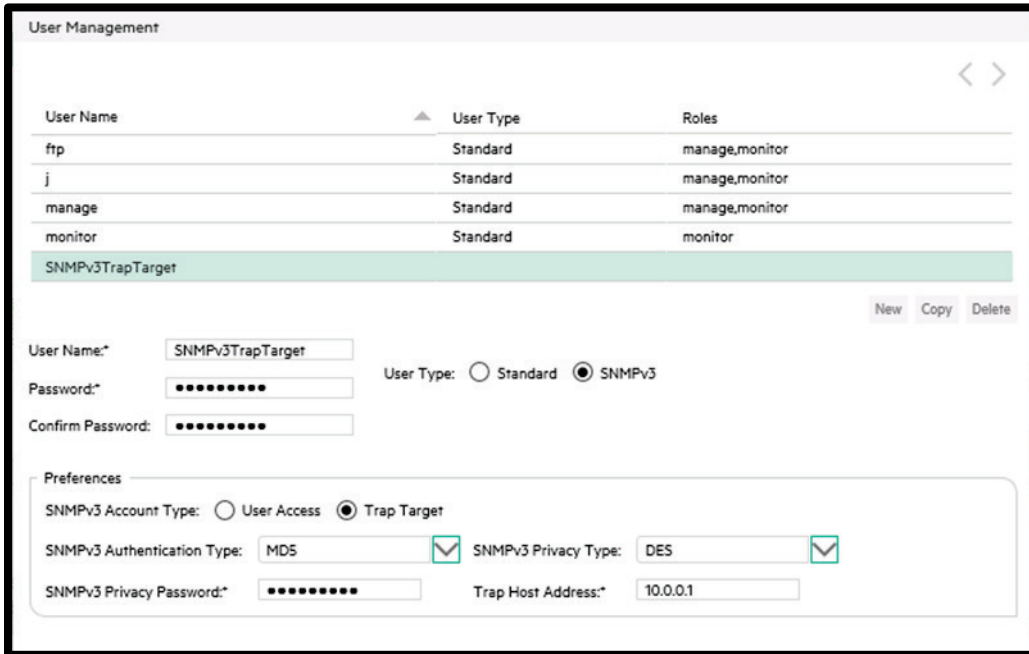 User Management
User Name User Type Roles
ftp Standard manage,monitor
j Standard manage,monitor
manage Standard manage,monitor
monitor Standard monitor
SNMPv3TrapTarget
New Copy Delete
User Name:* SNMPv3TrapTarget
User Type: Standard SNMPv3
Password:* •••••••••
Confirm Password: •••••••••
Preferences
SNMPv3 Account Type: User Access Trap Target
SNMPv3 Authentication Type: MD5 SNMPv3 Privacy Type: DES
SNMPv3 Privacy Password:* ••••••••• Trap Host Address:* 10.0.0.1